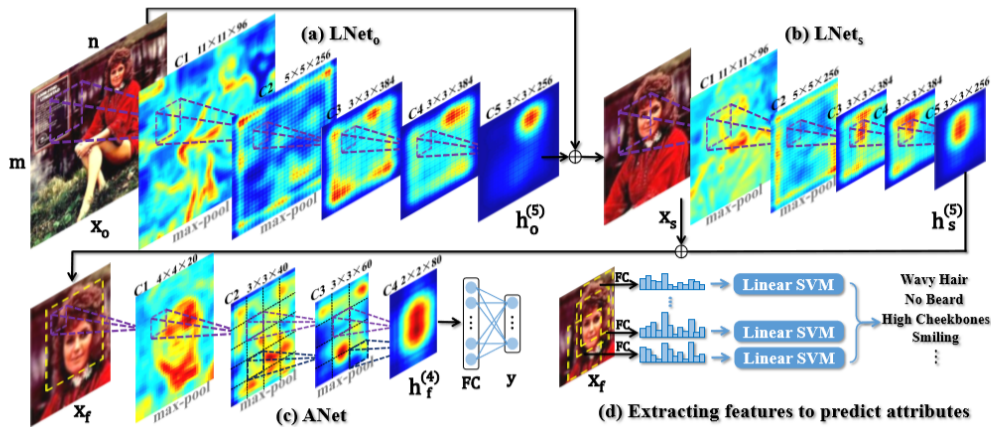 n
m
(a) LNet_o
C1 11×11×96
C2 5×5×256
C3 3×3×384
C4 3×3×384
C5 3×3×256
max-pool
max-pool
x_o
h_o^(5)
(b) LNet_s
C1 11×11×96
C2 5×5×256
C3 3×3×384
C4 3×3×384
C5 3×3×256
max-pool
max-pool
x_s
h_s^(5)
C1 4×4×20
C2 3×3×40
C3 3×3×60
C4 2×2×80
max-pool
max-pool
max-pool
x_f
(c) ANet
h_f^(4)
FC
y
FC
Linear SVM
FC
Linear SVM
FC
Linear SVM
x_f
Wavy Hair
No Beard
High Cheekbones
Smiling
(d) Extracting features to predict attributes